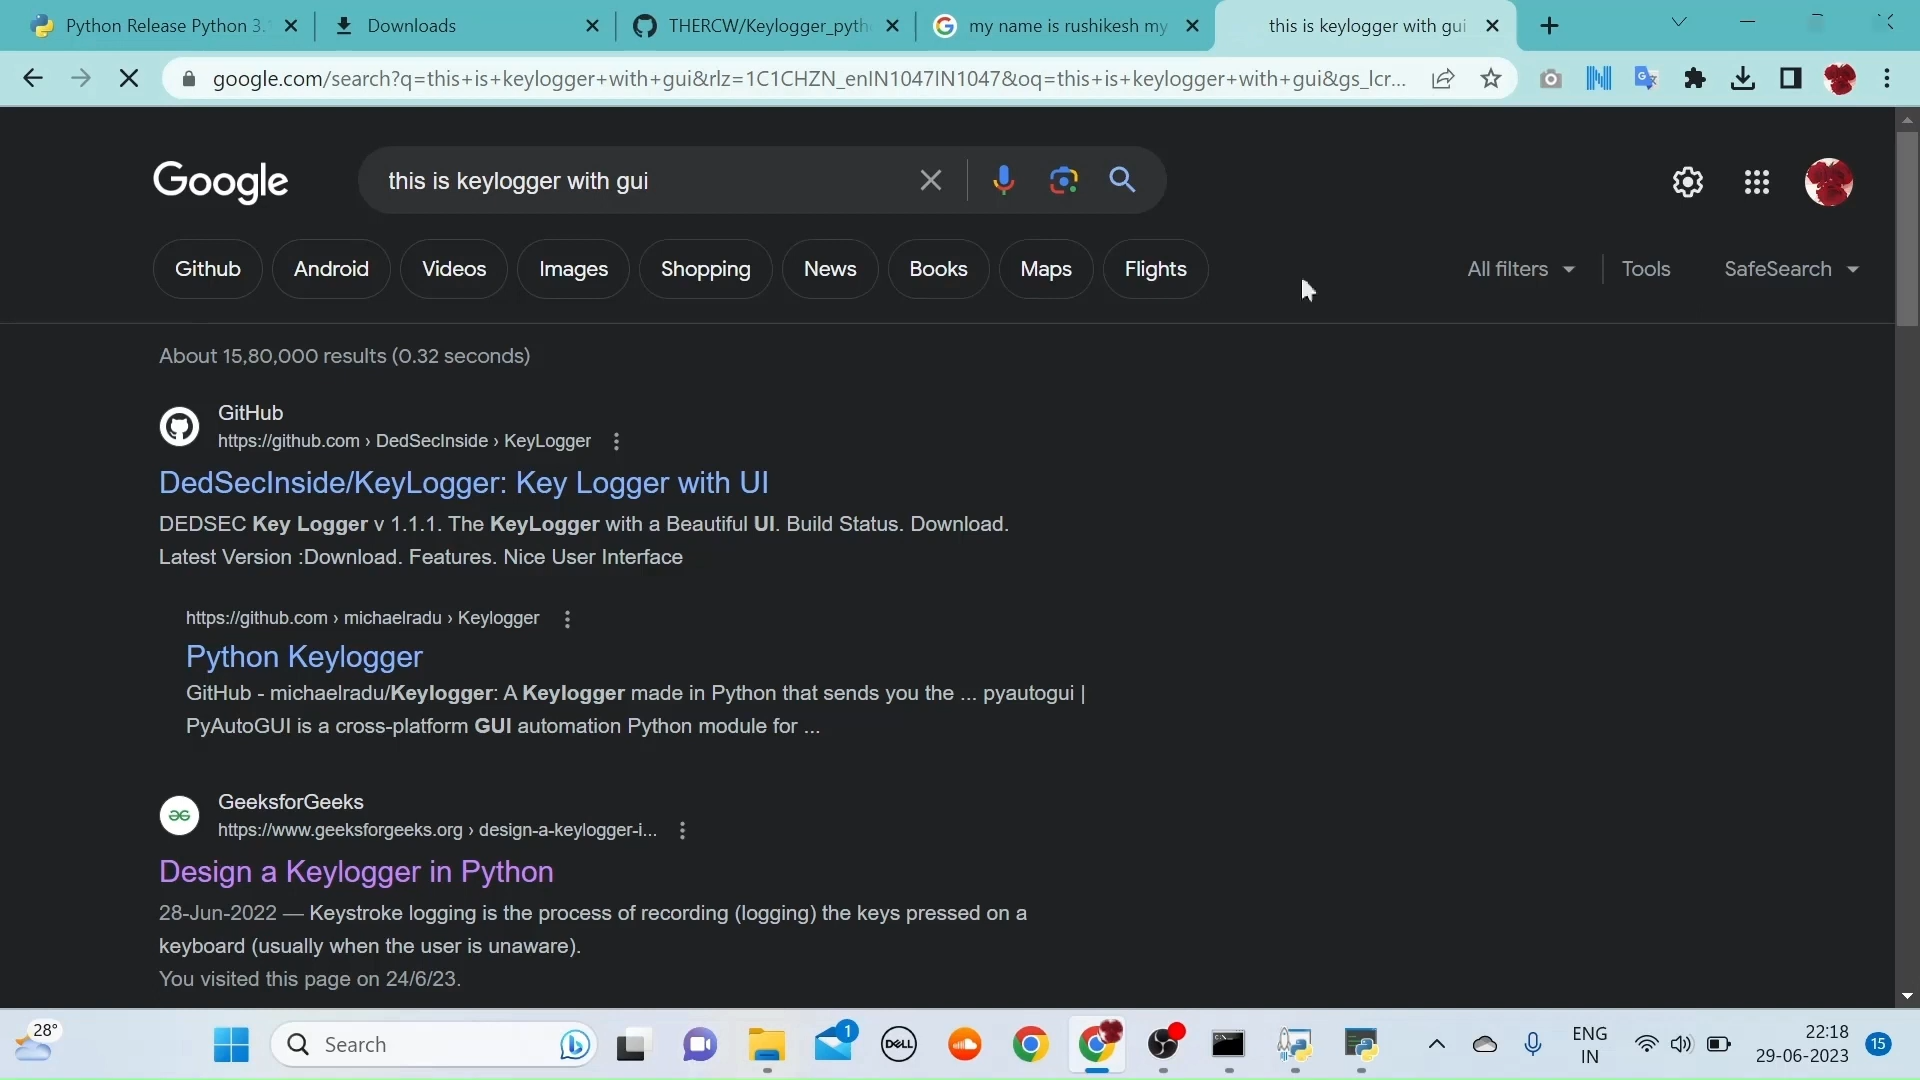 Python Release Python 3.
Downloads
THERCW/Keylogger_pyth
my name is rushikesh my
this is keylogger with gui
google.com/search?q=this+is+keylogger+with+gui&rlz=1C1CHZN_enIN1047IN1047&oq=this+is+keylogger+with+gui&gs_lcr...
Google
this is keylogger with gui
Github
Android
Videos
Images
Shopping
News
Books
Maps
Flights
All filters
Tools
SafeSearch
About 15,80,000 results (0.32 seconds)
GitHub
https://github.com › DedSecInside › KeyLogger
DedSecInside/KeyLogger: Key Logger with UI
DEDSEC Key Logger v 1.1.1. The KeyLogger with a Beautiful UI. Build Status. Download.
Latest Version :Download. Features. Nice User Interface
https://github.com › michaelradu › Keylogger
Python Keylogger
GitHub - michaelradu/Keylogger: A Keylogger made in Python that sends you the ... pyautogui |
PyAutoGUI is a cross-platform GUI automation Python module for ...
GeeksforGeeks
https://www.geeksforgeeks.org › design-a-keylogger-i...
Design a Keylogger in Python
28-Jun-2022 — Keystroke logging is the process of recording (logging) the keys pressed on a
keyboard (usually when the user is unaware).
You visited this page on 24/6/23.
28°
Search
1
DELL
ENG
IN
22:18
29-06-2023
15